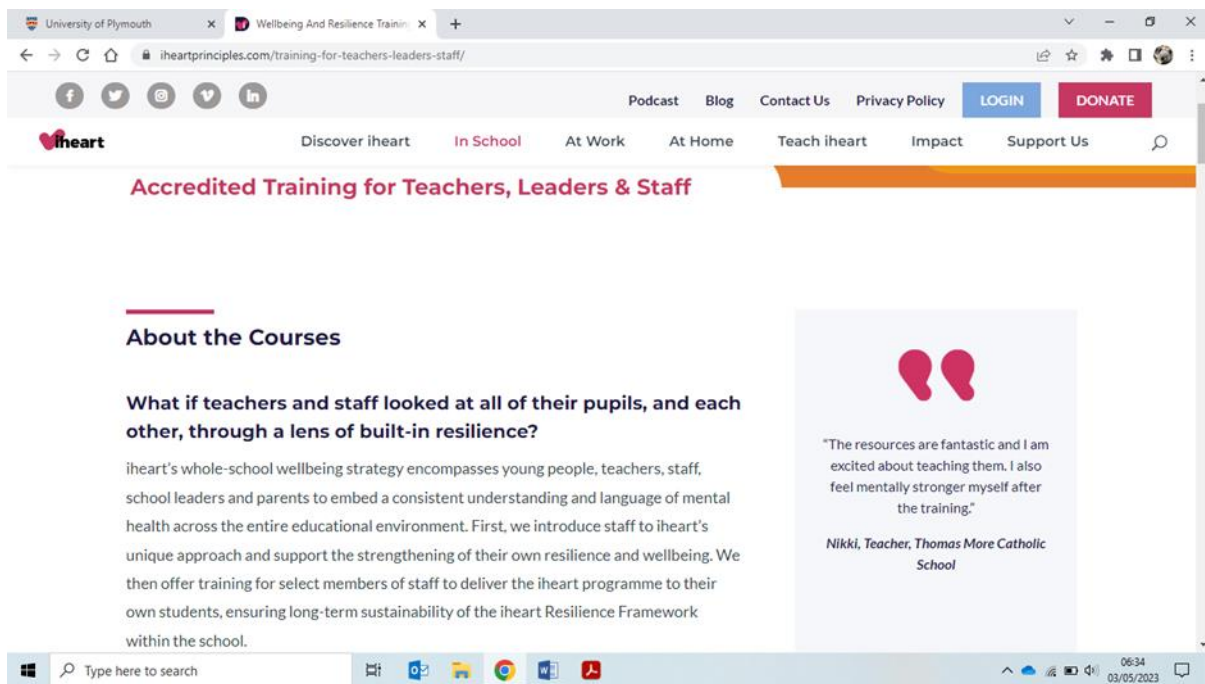 University of Plymouth
Wellbeing And Resilience Trainin
iheartprinciples.com/training-for-teachers-leaders-staff/
Podcast Blog Contact Us Privacy Policy LOGIN DONATE
iheart Discover iheart In School At Work At Home Teach iheart Impact Support Us
Accredited Training for Teachers, Leaders & Staff
About the Courses
What if teachers and staff looked at all of their pupils, and each
other, through a lens of built-in resilience?
iheart's whole-school wellbeing strategy encompasses young people, teachers, staff,
school leaders and parents to embed a consistent understanding and language of mental
health across the entire educational environment. First, we introduce staff to iheart's
unique approach and support the strengthening of their own resilience and wellbeing. We
then offer training for select members of staff to deliver the iheart programme to their
own students, ensuring long-term sustainability of the iheart Resilience Framework
within the school.
"The resources are fantastic and I am
excited about teaching them. I also
feel mentally stronger myself after
the training."
Nikki, Teacher, Thomas More Catholic
School
Type here to search
06:34
03/05/2023